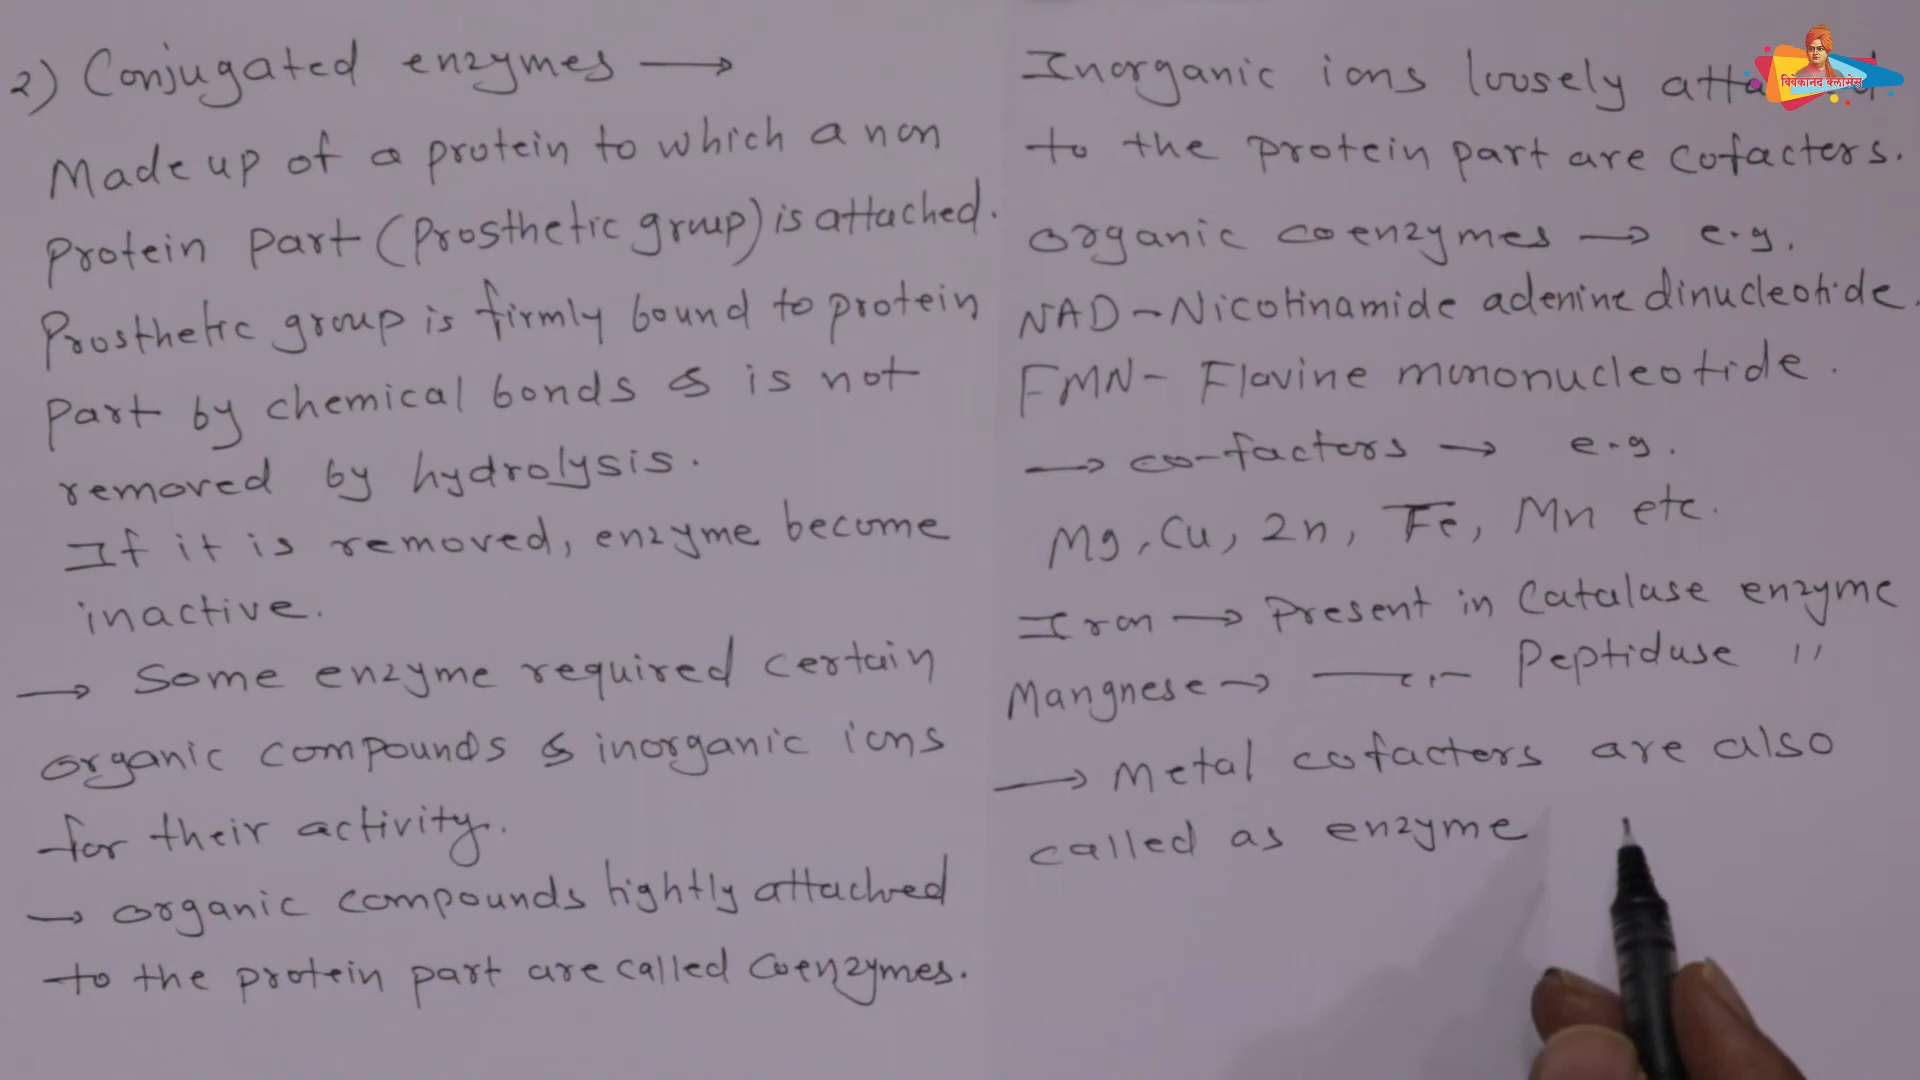 2) Conjugated enzymes →
Made up of a protein to which a non
protein part (Prosthetic group) is attached.
Prosthetic group is firmly bound to protein
part by chemical bonds & is not
removed by hydrolysis.
If it is removed, enzyme become
inactive.
→ Some enzyme required certain
organic compounds & inorganic ions
for their activity.
→ organic compounds tightly attached
to the protein part are called Coenzymes.
Inorganic ions loosely
to the protein part are cofacters.
organic coenzymes → e.g.
NAD - Nicotinamide adenine dinucleotide.
FMN - Flavine mononucleotide.
→ co-factors → e.g.
Mg, Cu, Zn, Fe, Mn etc.
Iron → Present in Catalase enzyme
Mangnese → —,,— Peptidase ''
→ Metal cofacters are also
called as enzyme
विवेकानंद क्लासेस